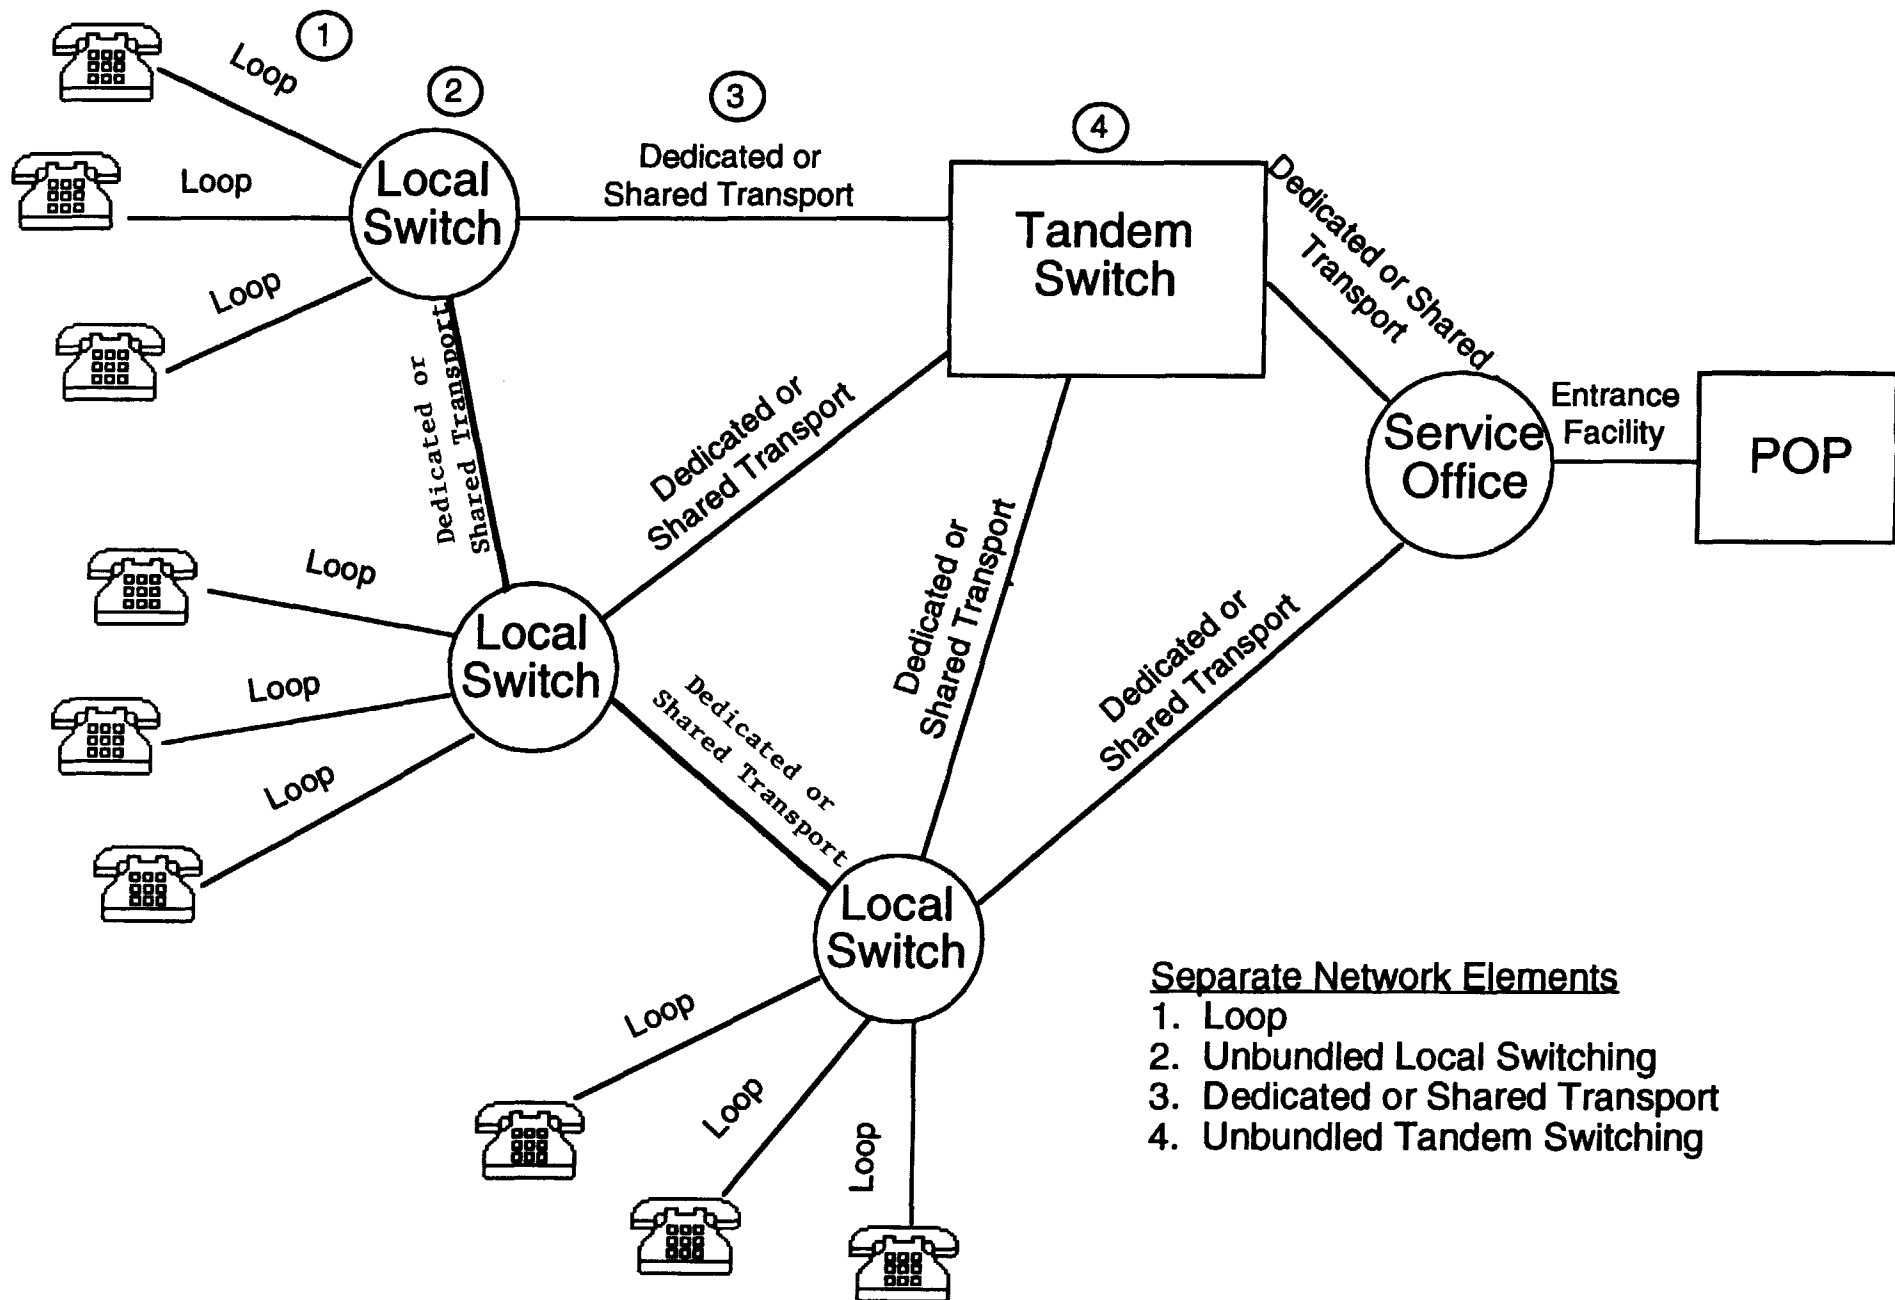 1
Loop
2
3
4
Loop
Loop
Local
Switch
Dedicated or
Shared Transport
Tandem
Switch
Dedicated or Shared
Transport
Dedicated or
Shared Transport
Dedicated or
Shared Transport
Entrance
Facility
Service
Office
POP
Loop
Loop
Loop
Local
Switch
Dedicated or
Shared Transport
Dedicated or
Shared Transport
Dedicated or
Shared Transport
Local
Switch
Loop
Loop
Loop
Separate Network Elements
1. Loop
2. Unbundled Local Switching
3. Dedicated or Shared Transport
4. Unbundled Tandem Switching